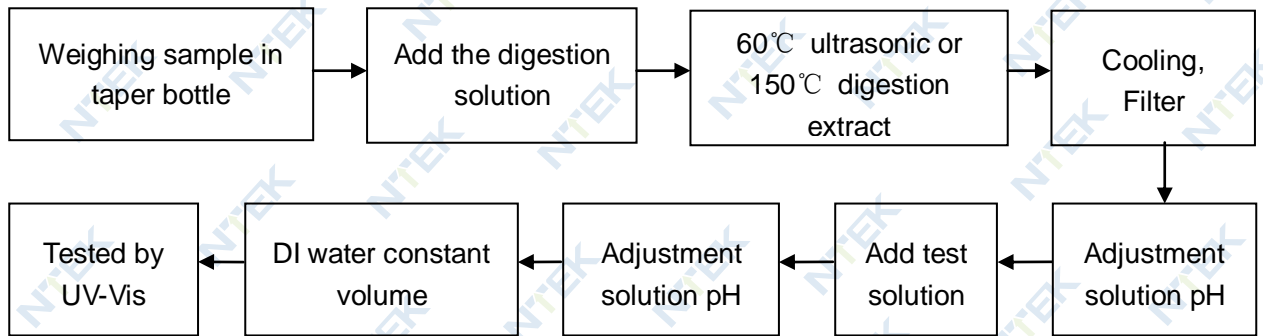 Weighing sample in
taper bottle
Add the digestion
solution
60℃ ultrasonic or
150℃ digestion
extract
Cooling,
Filter
Adjustment
solution pH
Add test
solution
Adjustment
solution pH
DI water constant
volume
Tested by
UV-Vis
NTEK